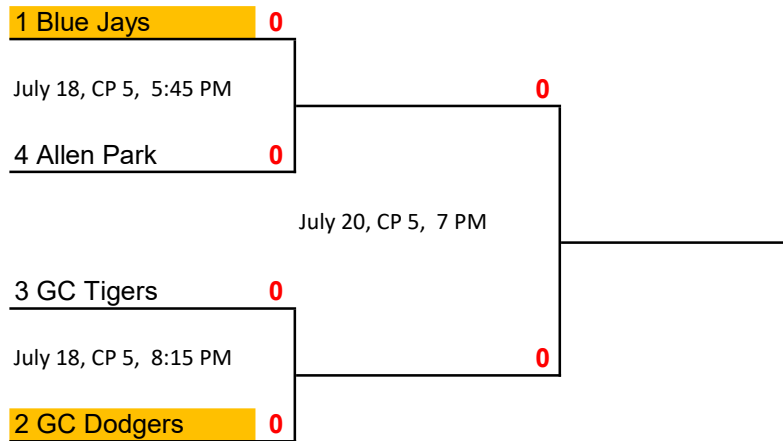 1 Blue Jays 0
July 18, CP 5, 5:45 PM
0
4 Allen Park 0
July 20, CP 5, 7 PM
3 GC Tigers 0
July 18, CP 5, 8:15 PM
0
2 GC Dodgers 0